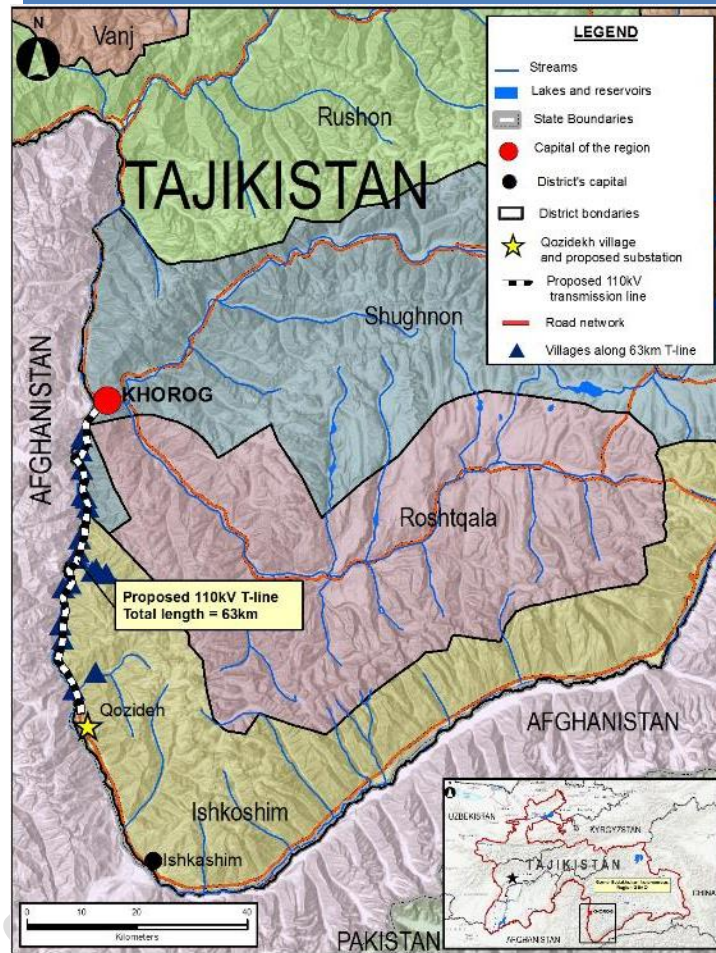 N
Vanj
Rushon
TAJIKISTAN
Shughnon
KHOROG
AFGHANISTAN
Roshtqala
Proposed 110kV T-line
Total length = 63km
Qozideh
AFGHANISTAN
Ishkoshim
Ishkashim
PAKISTAN
LEGEND
Streams
Lakes and reservoirs
State Boundaries
Capital of the region
District's capital
District bondaries
Qozidekh village
and proposed substation
Proposed 110kV
transmission line
Road network
Villages along 63km T-line
0 10 20 40
Kilometers
UZBEKISTAN
KYRGYZSTAN
TAJIKISTAN
CHINA
KHOROG
AFGHANISTAN